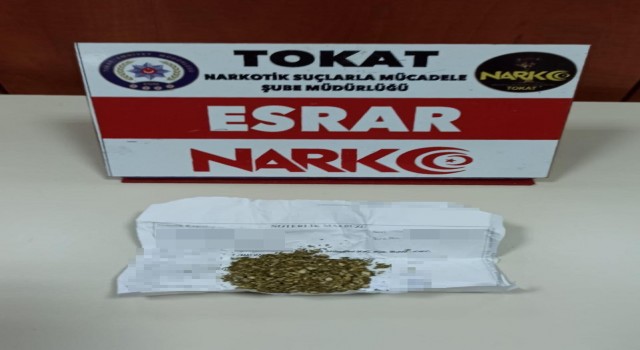 TOKAT
NARKOTİK SUÇLARLA MÜCADELE
ŞUBE MÜDÜRLÜĞÜ
NARKO
TOKAT
ESRAR
NARKO